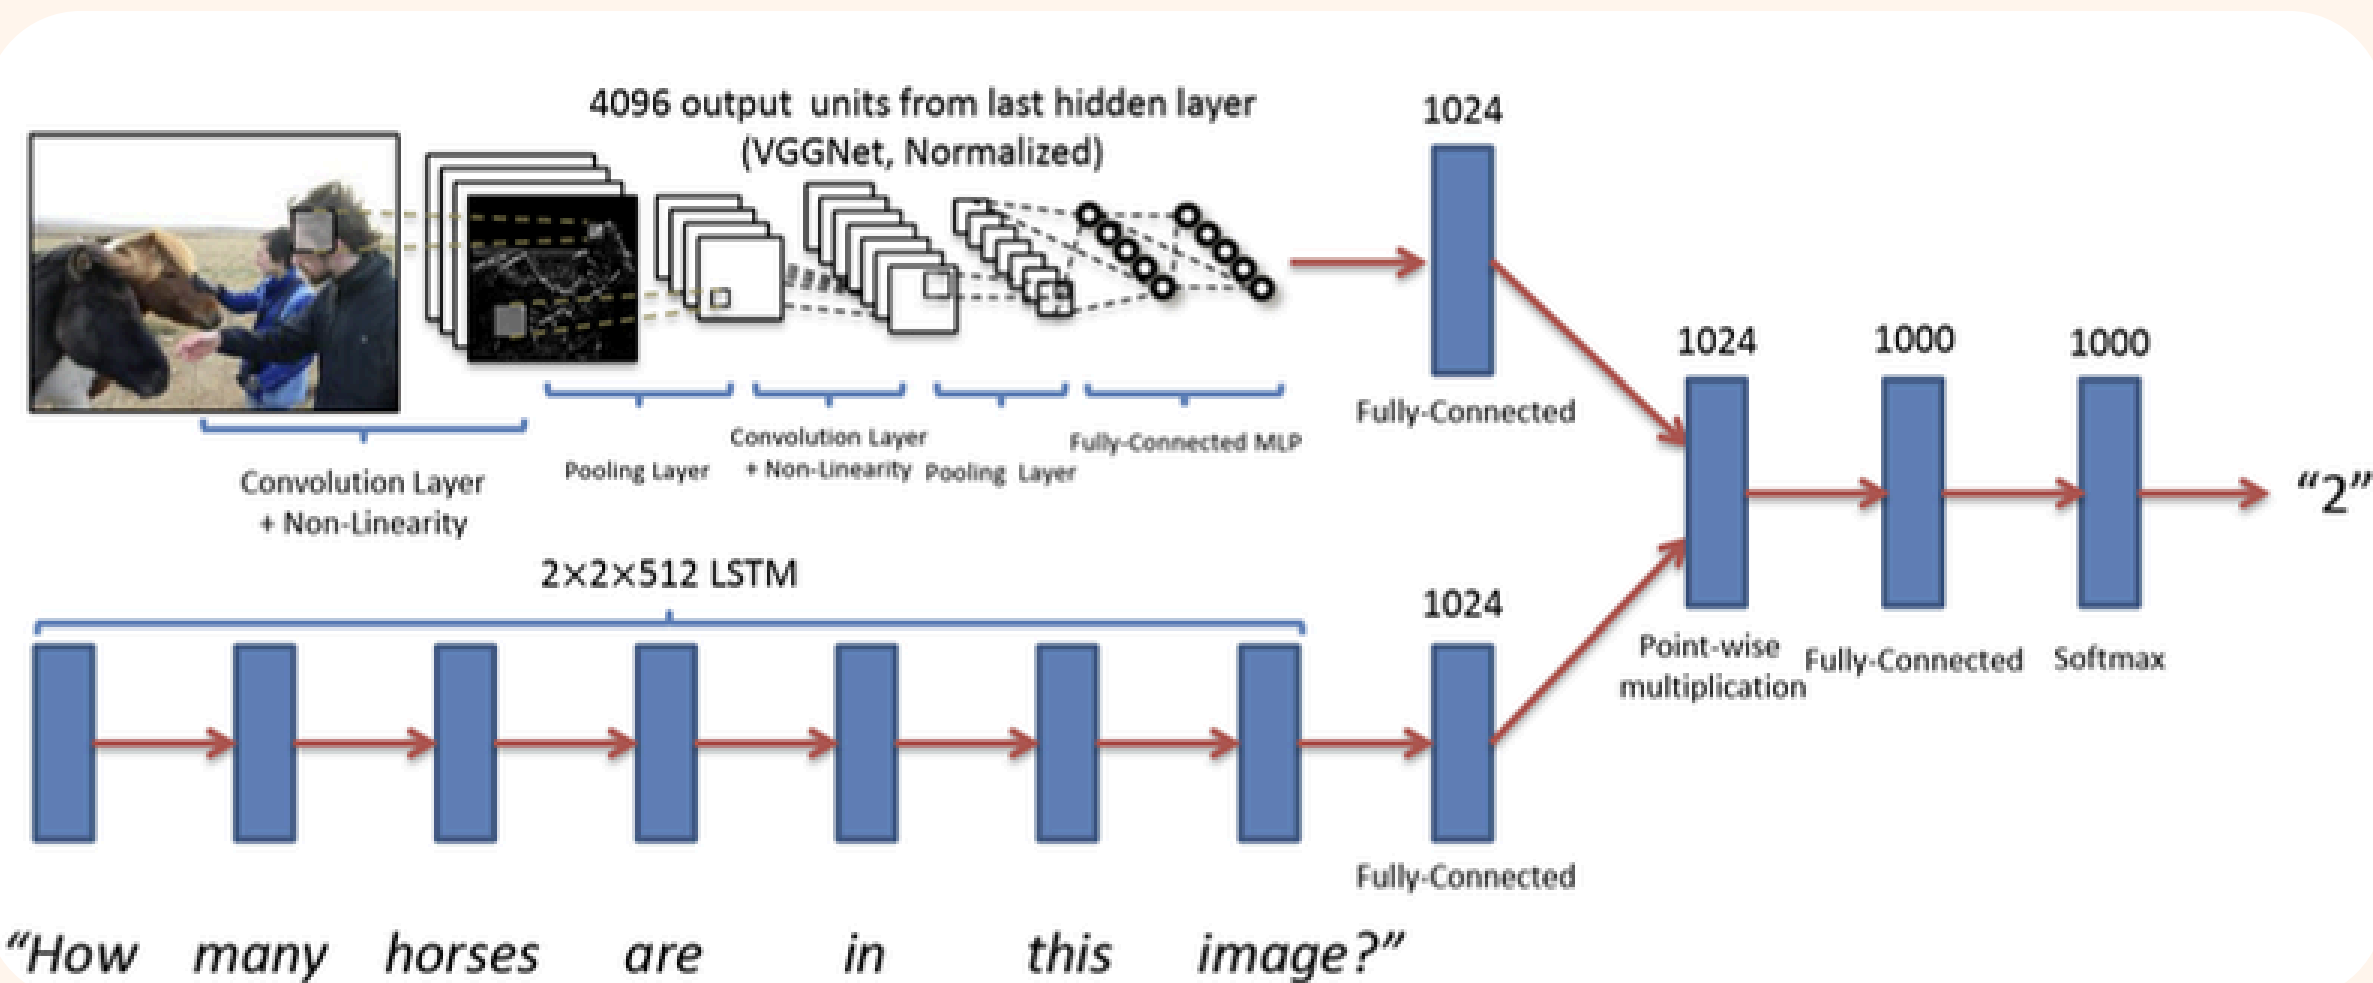 4096 output units from last hidden layer
(VGGNet, Normalized)
1024
Convolution Layer
+ Non-Linearity
Pooling Layer
Convolution Layer
+ Non-Linearity
Pooling Layer
Fully-Connected MLP
Fully-Connected
1024
1000
1000
Point-wise
multiplication
Fully-Connected
Softmax
“2”
2×2×512 LSTM
1024
Fully-Connected
“How many horses are in this image?”